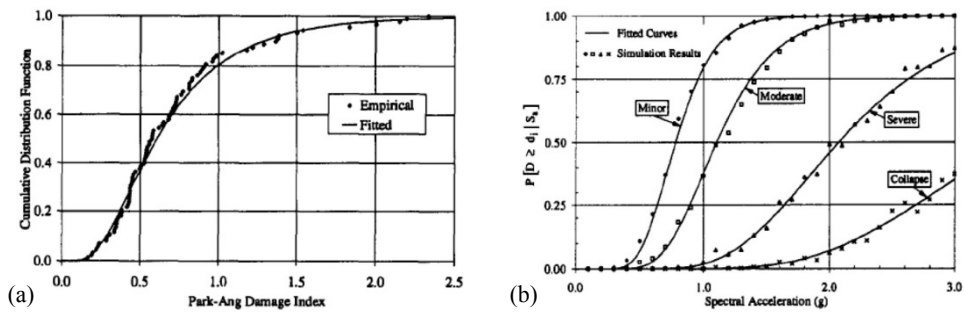 1.0
0.8
0.6
0.4
0.2
0.0
Cumulative Distribution Function
Empirical
Fitted
0.0 0.5 1.0 1.5 2.0 2.5
Park-Ang Damage Index
(a)
1.00
0.75
0.50
0.25
0.00
P [D ≥ di | Sa]
Fitted Curves
Simulation Results
Minor
Moderate
Severe
Collapse
0.0 1.0 2.0 3.0
Spectral Acceleration (g)
(b)